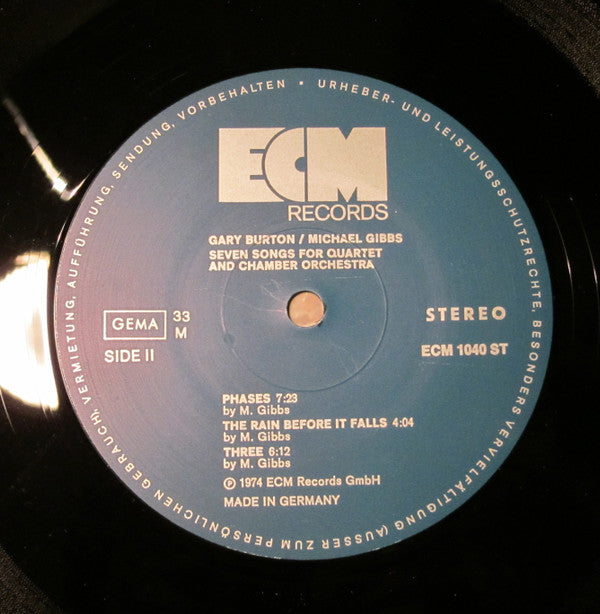 URHEBER- UND LEISTUNGSSCHUTZRECHTE, BESONDERS VERVIELFÄLTIGUNG (AUSSER ZUM PERSÖNLICHEN GEBRAUCH), VERMIETUNG, AUFFÜHRUNG, SENDUNG, VORBEHALTEN •
ECM
RECORDS
GARY BURTON / MICHAEL GIBBS
SEVEN SONGS FOR QUARTET
AND CHAMBER ORCHESTRA
GEMA 33
M
STEREO
SIDE II
ECM 1040 ST
PHASES 7:23
by M. Gibbs
THE RAIN BEFORE IT FALLS 4:04
by M. Gibbs
THREE 6:12
by M. Gibbs
℗ 1974 ECM Records GmbH
MADE IN GERMANY